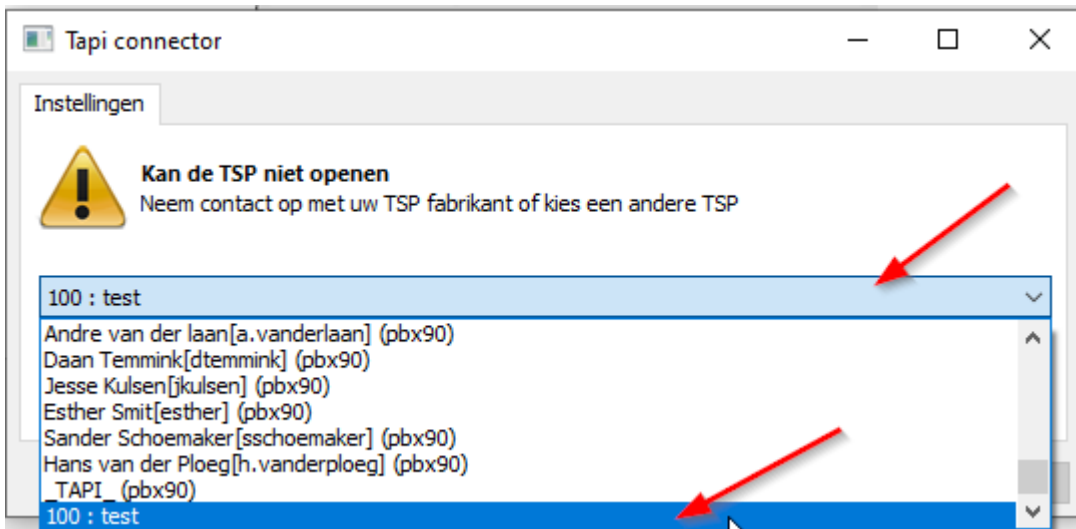 Tapi connector
Instellingen
Kan de TSP niet openen
Neem contact op met uw TSP fabrikant of kies een andere TSP
100 : test
Andre van der laan[a.vanderlaan] (pbx90)
Daan Temmink[dtemmink] (pbx90)
Jesse Kulsen[jkulsen] (pbx90)
Esther Smit[esther] (pbx90)
Sander Schoemaker[sschoemaker] (pbx90)
Hans van der Ploeg[h.vanderploeg] (pbx90)
_TAPI_ (pbx90)
100 : test